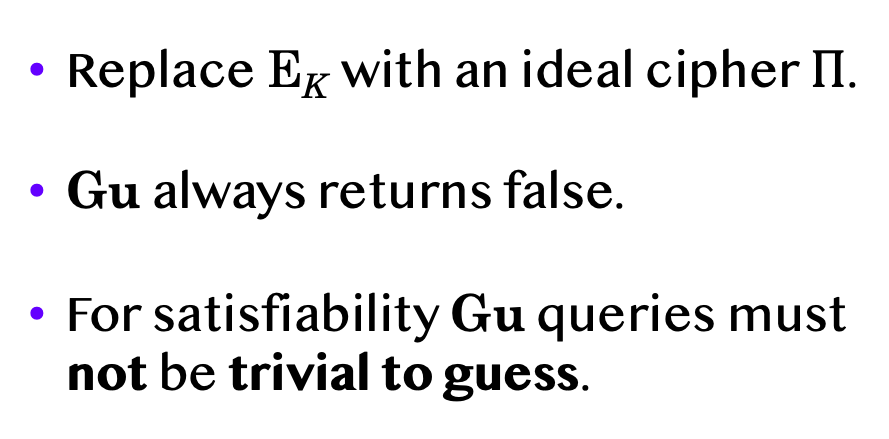 • Replace E_K with an ideal cipher Π.
• Gu always returns false.
• For satisfiability Gu queries must
not be trivial to guess.